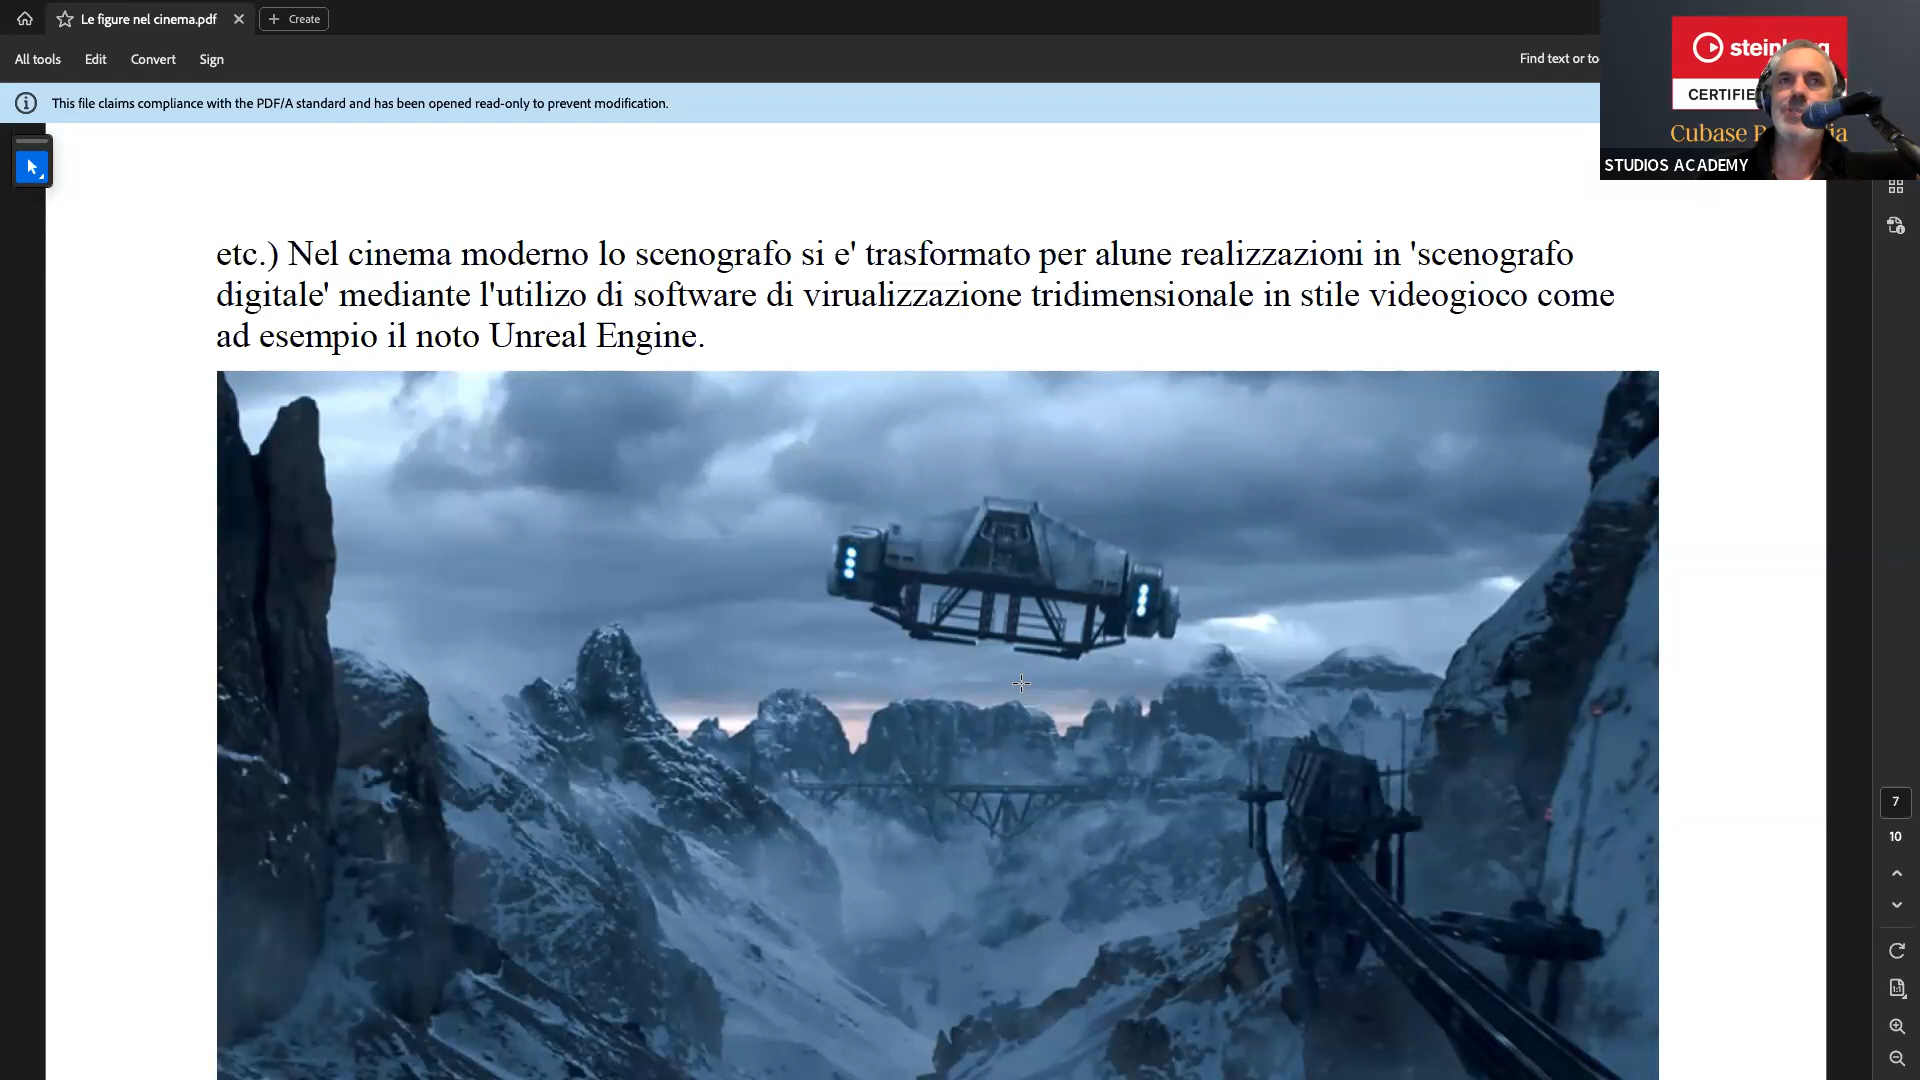 Le figure nel cinema.pdf
Create
All tools
Edit
Convert
Sign
Find text or to
This file claims compliance with the PDF/A standard and has been opened read-only to prevent modification.
CERTIFIE
Cubase
STUDIOS ACADEMY
etc.) Nel cinema moderno lo scenografo si e' trasformato per alune realizzazioni in 'scenografo
digitale' mediante l'utilizo di software di virualizzazione tridimensionale in stile videogioco come
ad esempio il noto Unreal Engine.
7
10